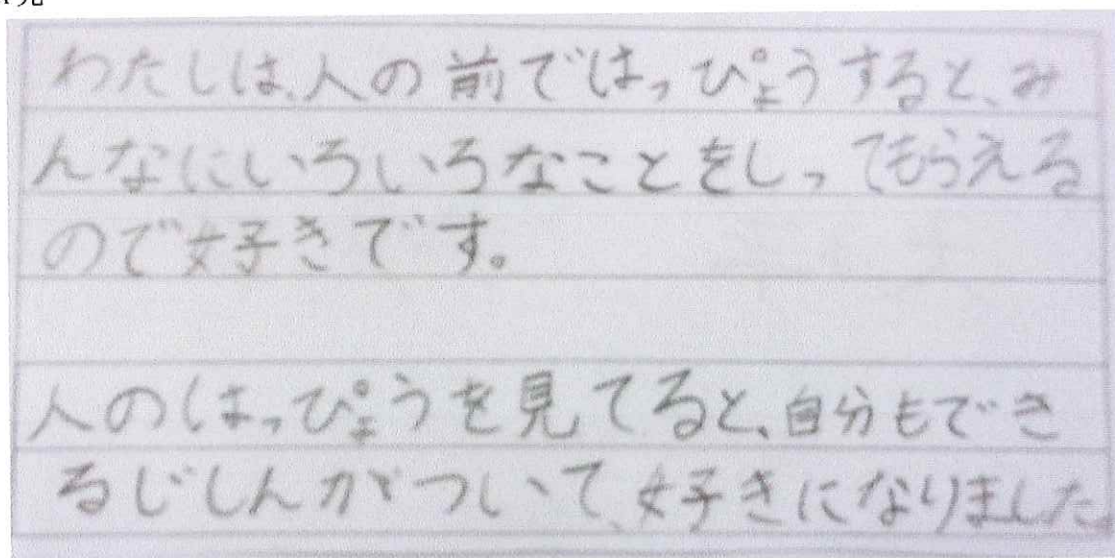 わたしは、人の前ではっぴょうすると、み
んなにいろいろなことをしってもらえる
ので好きです。
人のはっぴょうを見てると、自分もでき
るじしんがついて、好きになりました。